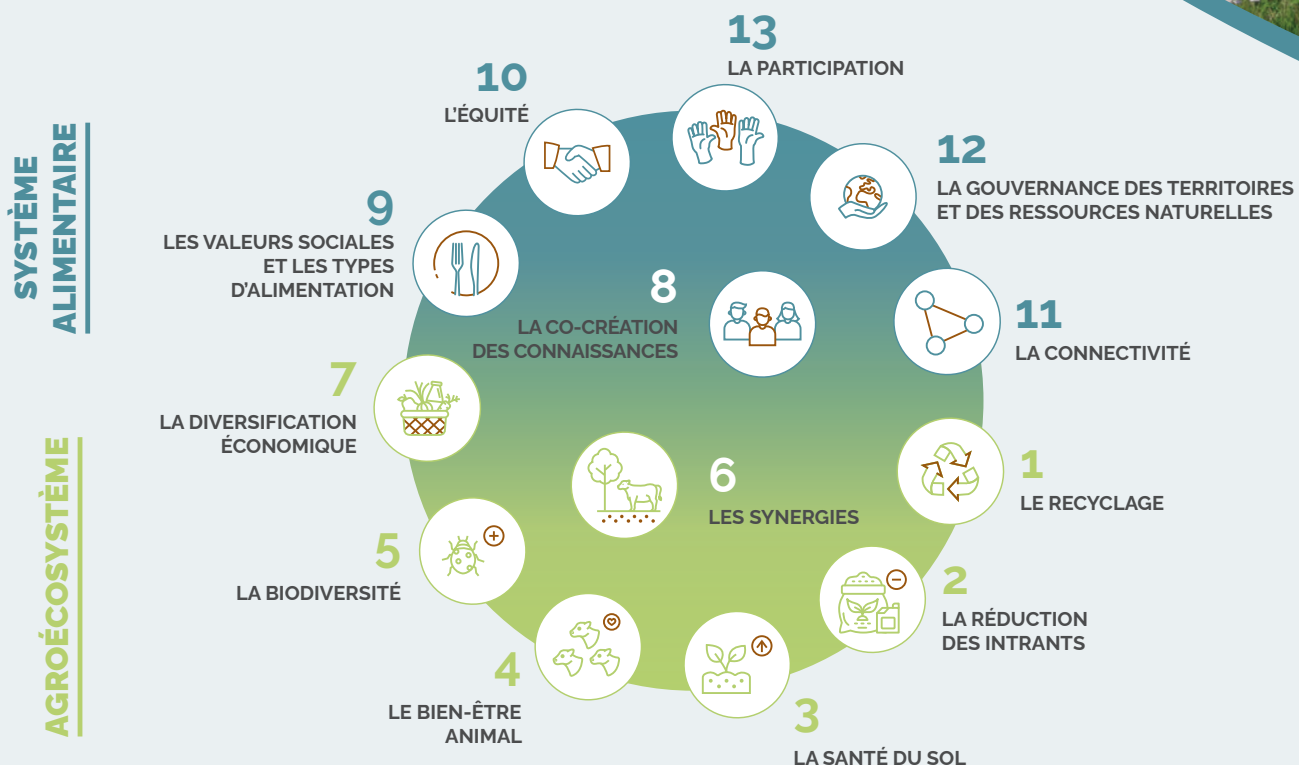 SYSTÈME
ALIMENTAIRE
AGROÉCOSYSTÈME
13
LA PARTICIPATION
10
L'ÉQUITÉ
12
LA GOUVERNANCE DES TERRITOIRES
ET DES RESSOURCES NATURELLES
9
LES VALEURS SOCIALES
ET LES TYPES
D'ALIMENTATION
8
LA CO-CRÉATION
DES CONNAISSANCES
11
LA CONNECTIVITÉ
7
LA DIVERSIFICATION
ÉCONOMIQUE
6
LES SYNERGIES
1
LE RECYCLAGE
5
LA BIODIVERSITÉ
2
LA RÉDUCTION
DES INTRANTS
4
LE BIEN-ÊTRE
ANIMAL
3
LA SANTÉ DU SOL